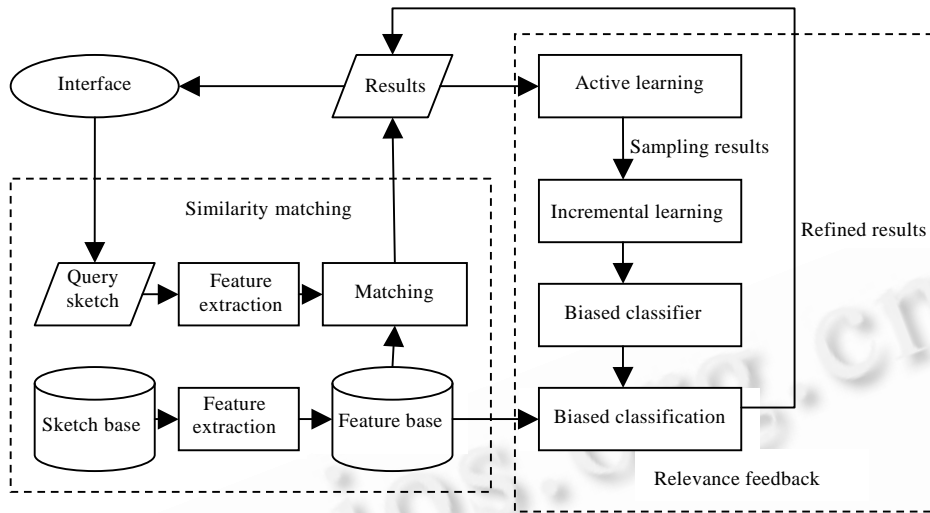 Interface
Results
Active learning
Sampling results
Similarity matching
Incremental learning
Refined results
Query
sketch
Feature
extraction
Matching
Biased classifier
Sketch base
Feature
extraction
Feature base
Biased classification
Relevance feedback